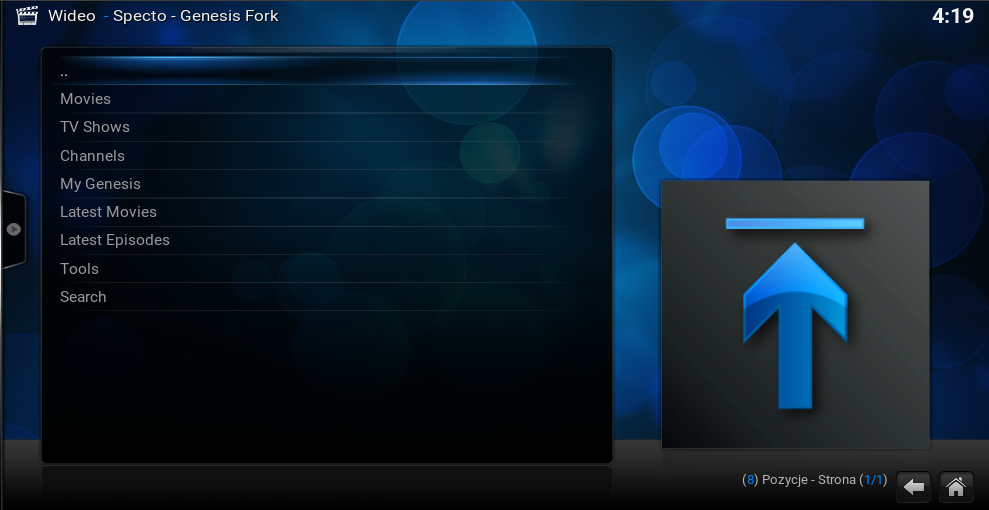 Wideo - Specto - Genesis Fork
4:19
..
Movies
TV Shows
Channels
My Genesis
Latest Movies
Latest Episodes
Tools
Search
(8) Pozycje - Strona (1/1)